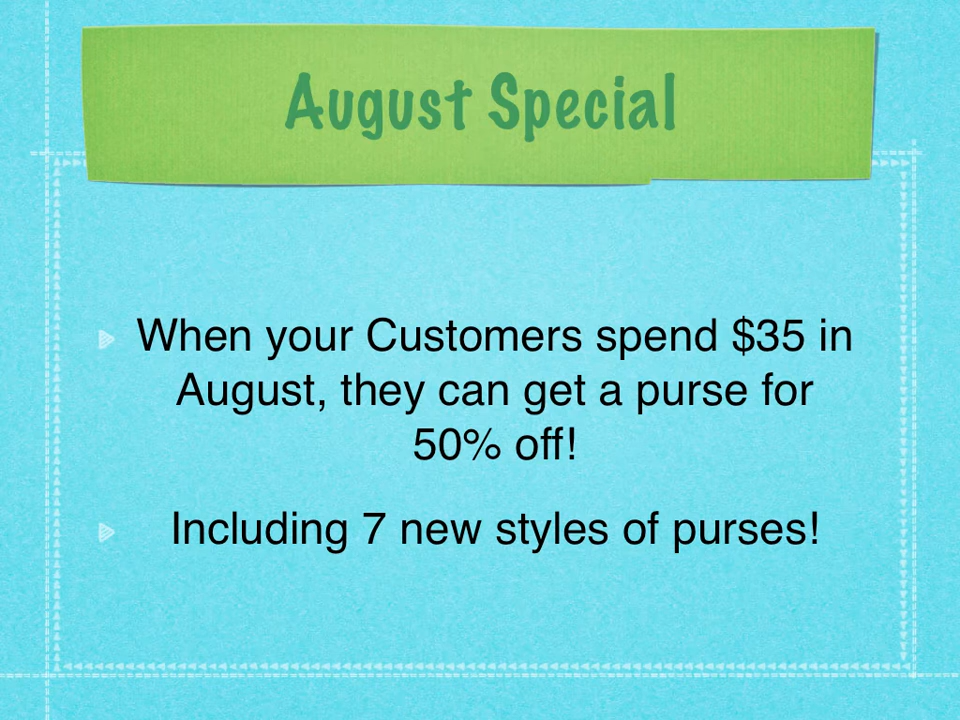 August Special
When your Customers spend $35 in
August, they can get a purse for
50% off!
Including 7 new styles of purses!